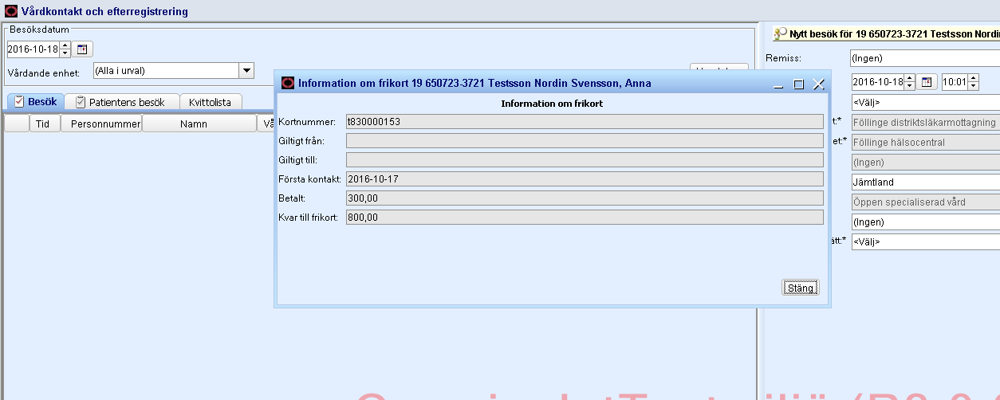 Vårdkontakt och efterregistrering
Besöksdatum
2016-10-18
Vårdande enhet: (Alla i urval)
Besök Patientens besök Kvittolista
Tid Personnummer Namn
Information om frikort 19 650723-3721 Testsson Nordin Svensson, Anna
Information om frikort
Kortnummer: t830000153
Giltigt från:
Giltigt till:
Första kontakt: 2016-10-17
Betalt: 300,00
Kvar till frikort: 800,00
Stäng
Nytt besök för 19 650723-3721 Testsson Nordi
Remiss: (Ingen)
2016-10-18 10:01
<Välj>
t:* Föllinge distriktsläkarmottagning
et:* Föllinge hälsocentral
(Ingen)
Jämtland
Öppen specialiserad vård
(Ingen)
ätt:* <Välj>